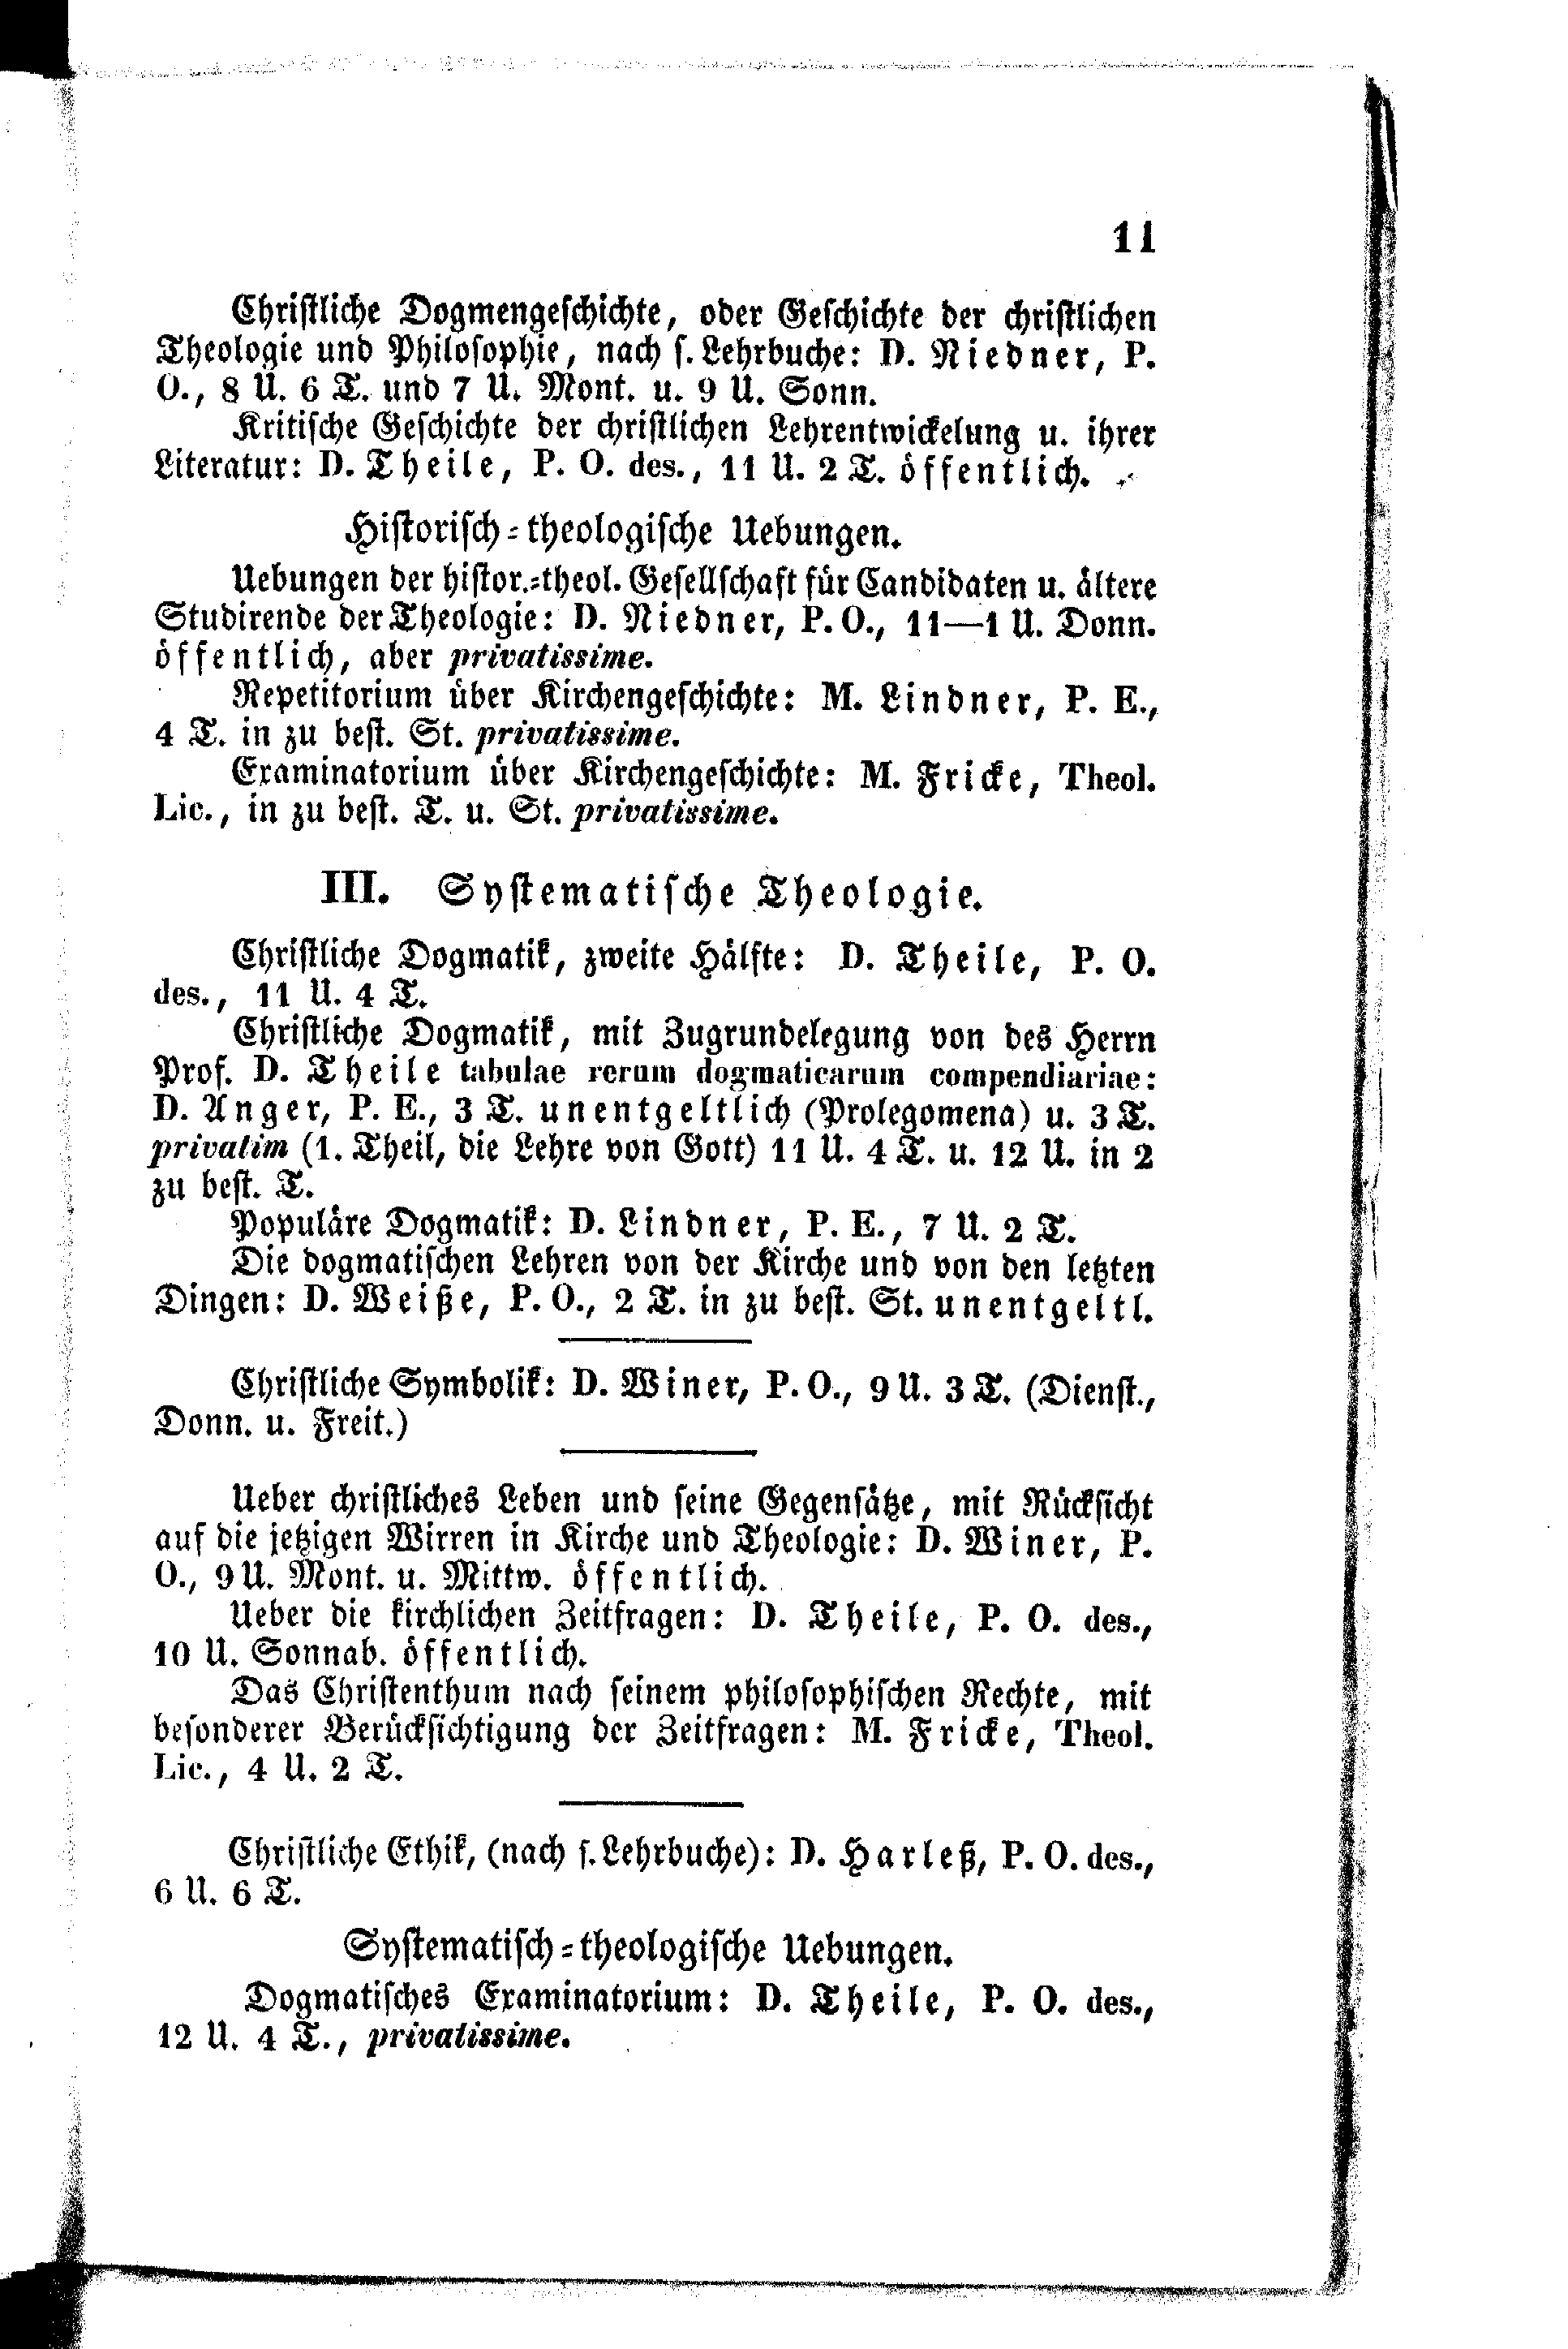 11
Christliche Dogmengeschichte, oder Geschichte der christlichen
Theologie und Philosophie, nach s. Lehrbuche: D. Niedner, P.
O., 8 U. 6 T. und 7 U. Mont. u. 9 U. Sonn.
Kritische Geschichte der christlichen Lehrentwickelung u. ihrer
Literatur: D. Theile, P. O. des., 11 U. 2 T. öffentlich.
Historisch-theologische Uebungen.
Uebungen der histor.-theol. Gesellschaft für Candidaten u. ältere
Studirende der Theologie: D. Niedner, P. O., 11—1 U. Donn.
öffentlich, aber privatissime.
Repetitorium über Kirchengeschichte: M. Lindner, P. E.,
4 T. in zu best. St. privatissime.
Examinatorium über Kirchengeschichte: M. Fricke, Theol.
Lic., in zu best. T. u. St. privatissime.
III. Systematische Theologie.
Christliche Dogmatik, zweite Hälfte: D. Theile, P. O.
des., 11 U. 4 T.
Christliche Dogmatik, mit Zugrundelegung von des Herrn
Prof. D. Theile tabulae rerum dogmaticarum compendiariae:
D. Anger, P. E., 3 T. unentgeltlich (Prolegomena) u. 3 T.
privatim (1. Theil, die Lehre von Gott) 11 U. 4 T. u. 12 U. in 2
zu best. T.
Populäre Dogmatik: D. Lindner, P. E., 7 U. 2 T.
Die dogmatischen Lehren von der Kirche und von den letzten
Dingen: D. Weiße, P. O., 2 T. in zu best. St. unentgeltl.
Christliche Symbolik: D. Winer, P. O., 9 U. 3 T. (Dienst.,
Donn. u. Freit.)
Ueber christliches Leben und seine Gegensätze, mit Rücksicht
auf die jetzigen Wirren in Kirche und Theologie: D. Winer, P.
O., 9 U. Mont. u. Mittw. öffentlich.
Ueber die kirchlichen Zeitfragen: D. Theile, P. O. des.,
10 U. Sonnab. öffentlich.
Das Christenthum nach seinem philosophischen Rechte, mit
besonderer Berücksichtigung der Zeitfragen: M. Fricke, Theol.
Lic., 4 U. 2 T.
Christliche Ethik, (nach s. Lehrbuche): D. Harleß, P. O. des.,
6 U. 6 T.
Systematisch-theologische Uebungen.
Dogmatisches Examinatorium: D. Theile, P. O. des.,
12 U. 4 T., privatissime.